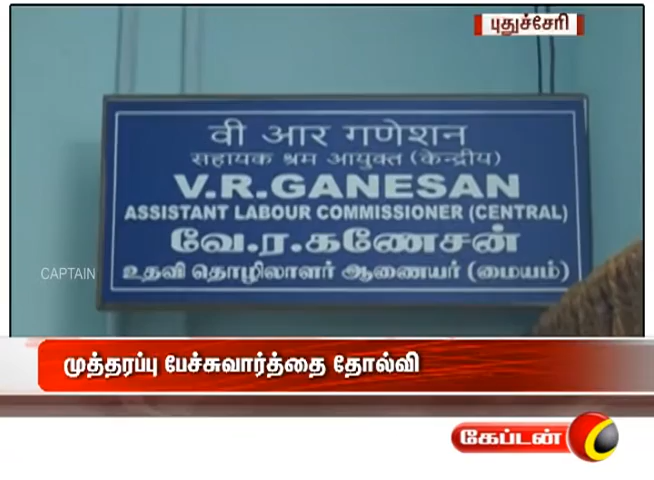 புதுச்சேரி
वी आर गणेशन
सहायक श्रम आयुक्त (केन्द्रीय)
V.R.GANESAN
ASSISTANT LABOUR COMMISSIONER (CENTRAL)
வே.ர.கணேசன்
உதவி தொழிலாளர் ஆணையர் (மையம்)
CAPTAIN
முத்தரப்பு பேச்சுவார்த்தை தோல்வி
கேப்டன்